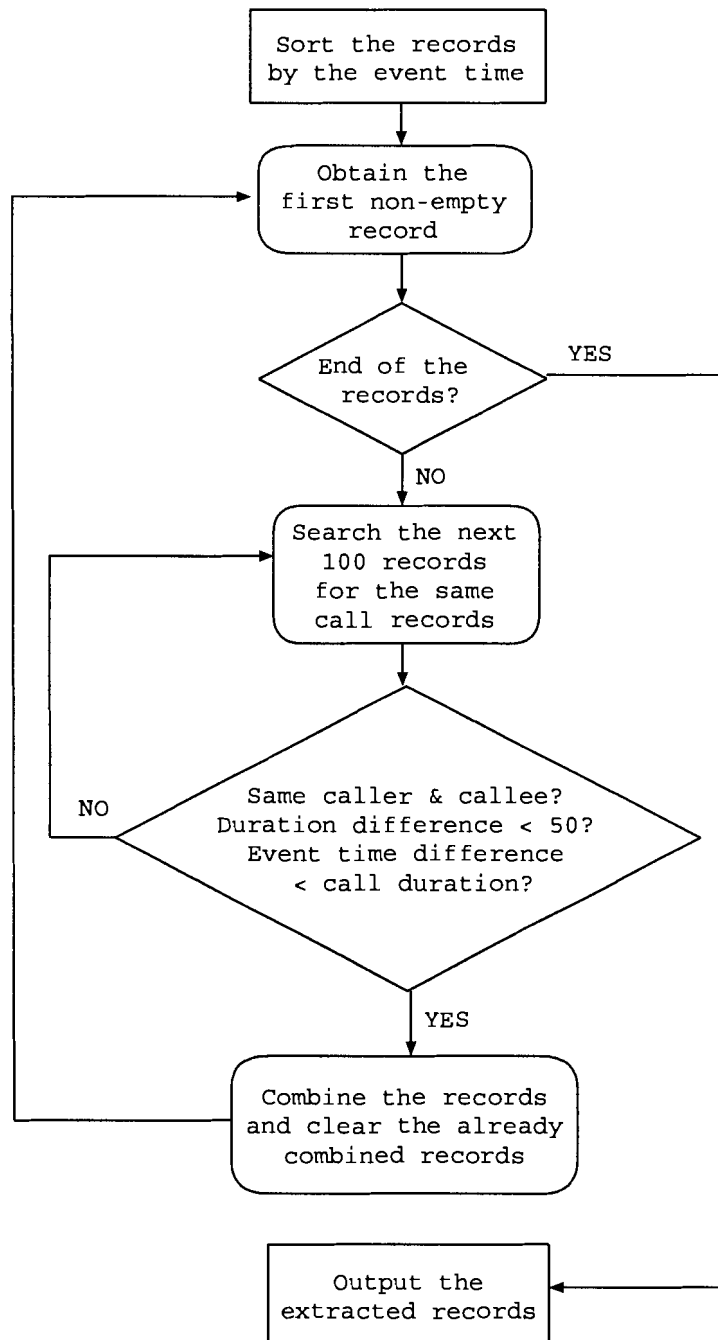 Sort the records
by the event time
Obtain the
first non-empty
record
YES
End of the
records?
NO
Search the next
100 records
for the same
call records
Same caller & callee?
NO
Duration difference < 50?
Event time difference
< call duration?
YES
Combine the records
and clear the already
combined records
Output the
extracted records